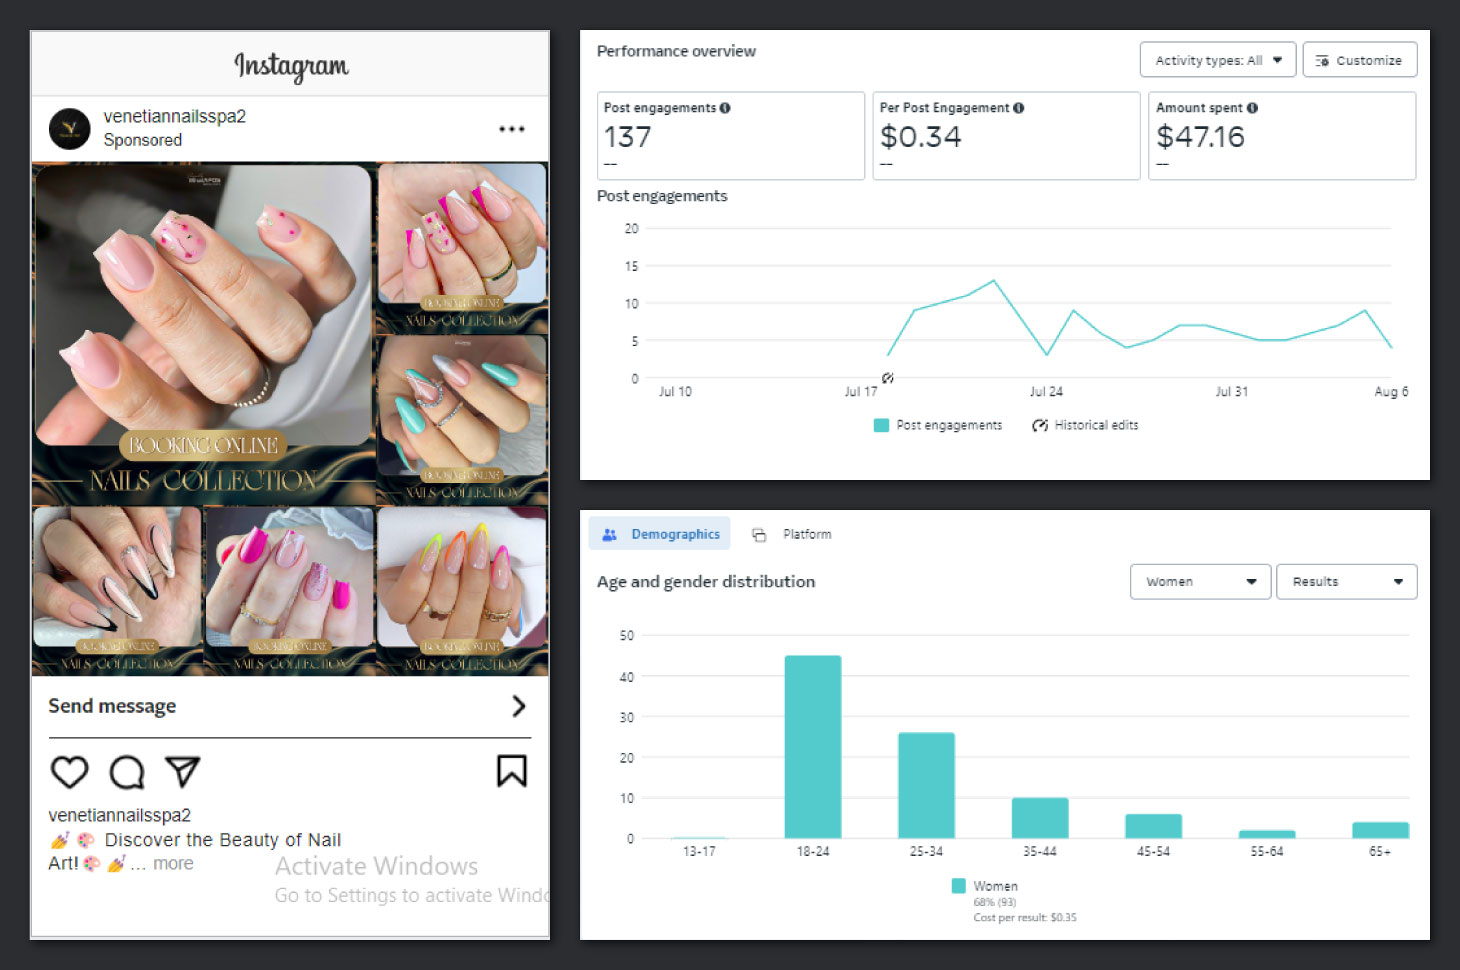 Instagram
venetiannailsspa2
Sponsored
BOOKING ONLINE
NAILS COLLECTION
BOOKING ONLINE
NAILS COLLECTION
BOOKING ONLINE
NAILS COLLECTION
BOOKING ONLINE
NAILS COLLECTION
BOOKING ONLINE
NAILS COLLECTION
BOOKING ONLINE
NAILS COLLECTION
Send message
venetiannailsspa2
💅 🎨 Discover the Beauty of Nail
Art! 🎨 💅 ... more
Activate Windows
Go to Settings to activate Windo
Performance overview
Activity types: All
Customize
Post engagements
137
--
Per Post Engagement
$0.34
--
Amount spent
$47.16
--
Post engagements
20
15
10
5
0
Jul 10 Jul 17 Jul 24 Jul 31 Aug 6
Post engagements Historical edits
Demographics Platform
Age and gender distribution
Women
Results
50
40
30
20
10
0
13-17 18-24 25-34 35-44 45-54 55-64 65+
Women
68% (93)
Cost per result: $0.35